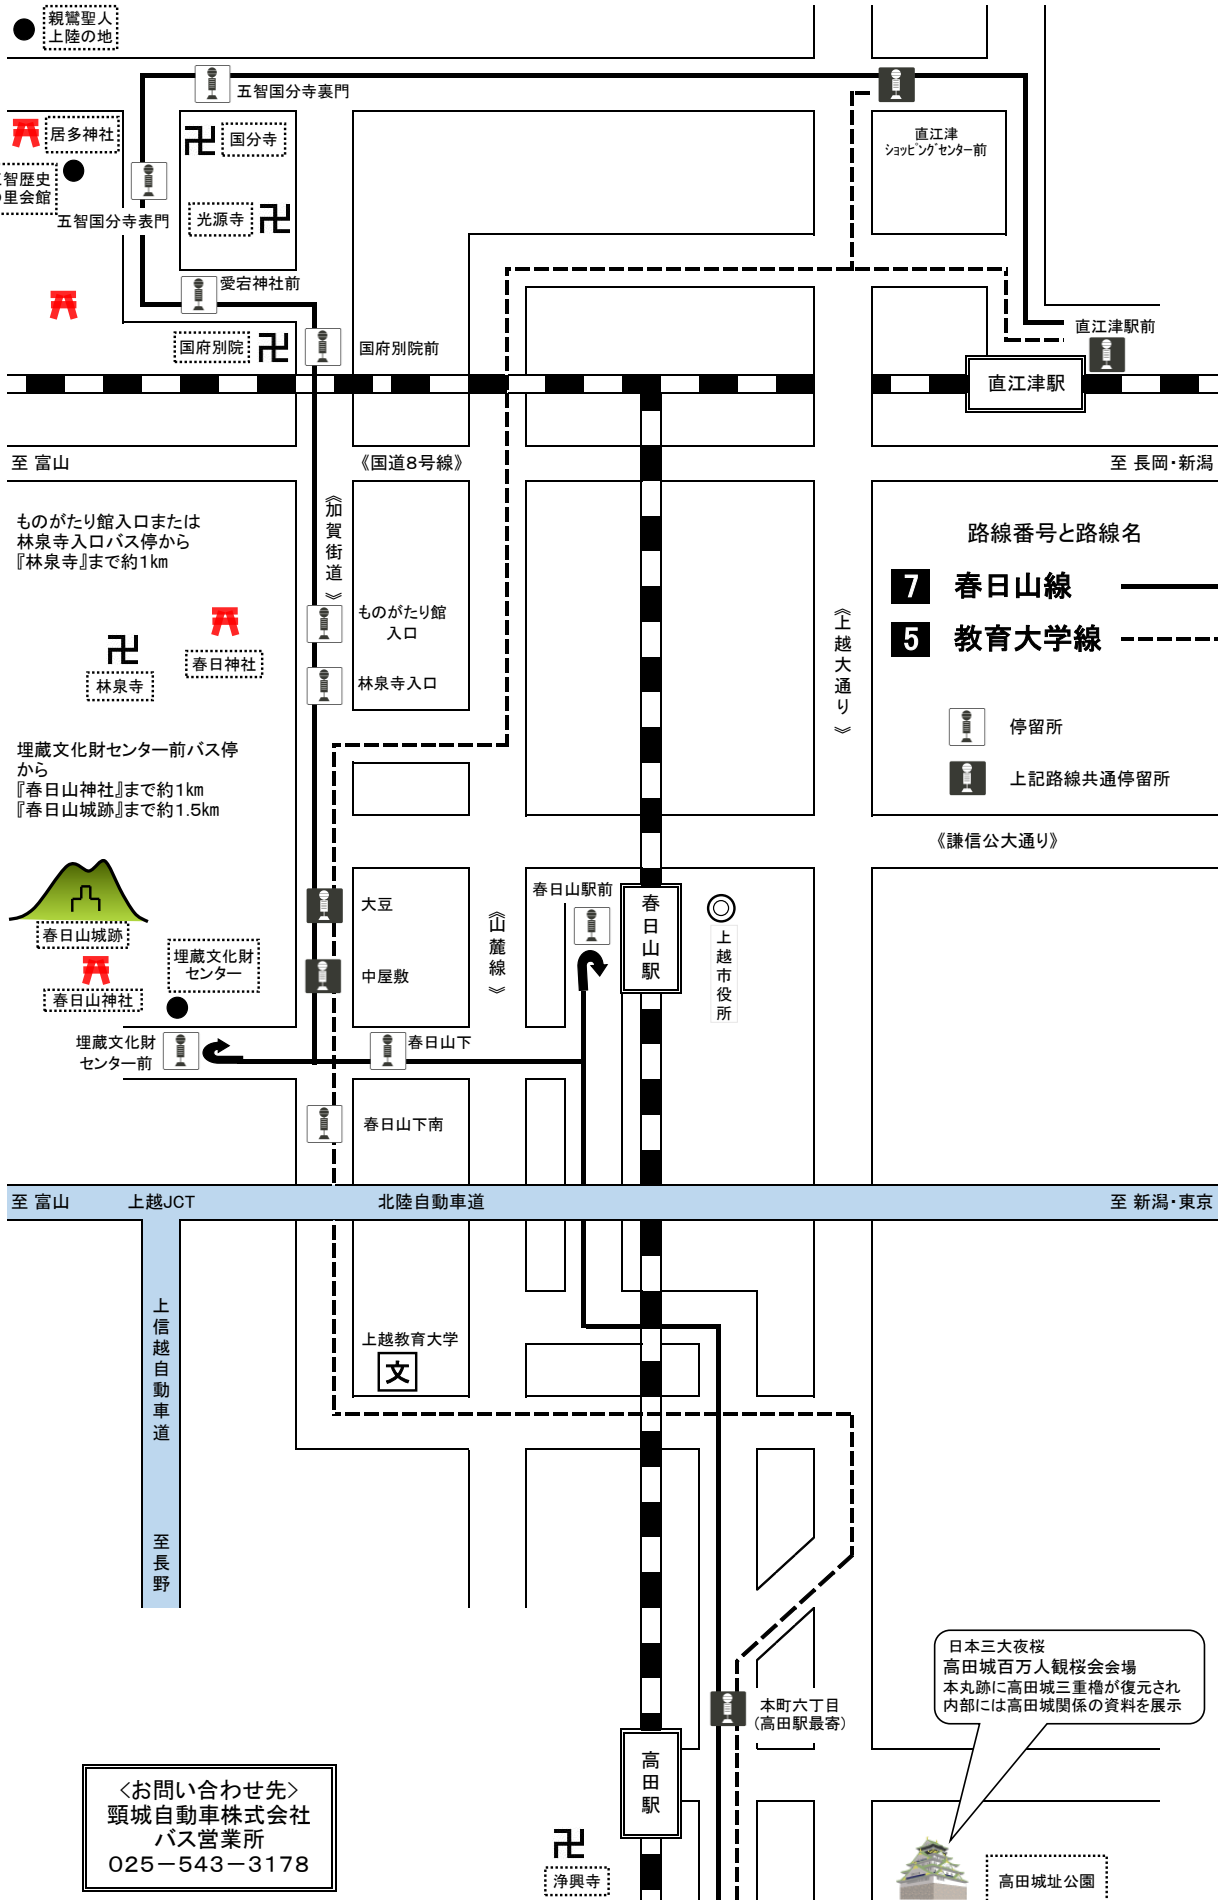 親鸞聖人
上陸の地
五智国分寺裏門
居多神社
国分寺
直江津
ショッピングセンター前
智歴史
里会館
五智国分寺表門
光源寺
愛宕神社前
国府別院
国府別院前
直江津駅前
直江津駅
至 富山
《国道8号線》
至 長岡・新潟
ものがたり館入口または
林泉寺入口バス停から
『林泉寺』まで約1km
《加賀街道》
路線番号と路線名
7 春日山線
5 教育大学線
ものがたり館
入口
春日神社
林泉寺
林泉寺入口
《上越大通り》
停留所
上記路線共通停留所
埋蔵文化財センター前バス停
から
『春日山神社』まで約1km
『春日山城跡』まで約1.5km
《謙信公大通り》
大豆
春日山駅前
春日山駅
《山麓線》
上越市役所
春日山城跡
埋蔵文化財
センター
中屋敷
春日山神社
埋蔵文化財
センター前
春日山下
春日山下南
至 富山
上越JCT
北陸自動車道
至 新潟・東京
上信越自動車道
至長野
上越教育大学
文
日本三大夜桜
高田城百万人観桜会会場
本丸跡に高田城三重櫓が復元され
内部には高田城関係の資料を展示
本町六丁目
(高田駅最寄)
高田駅
<お問い合わせ先>
頸城自動車株式会社
バス営業所
025－543－3178
浄興寺
高田城址公園